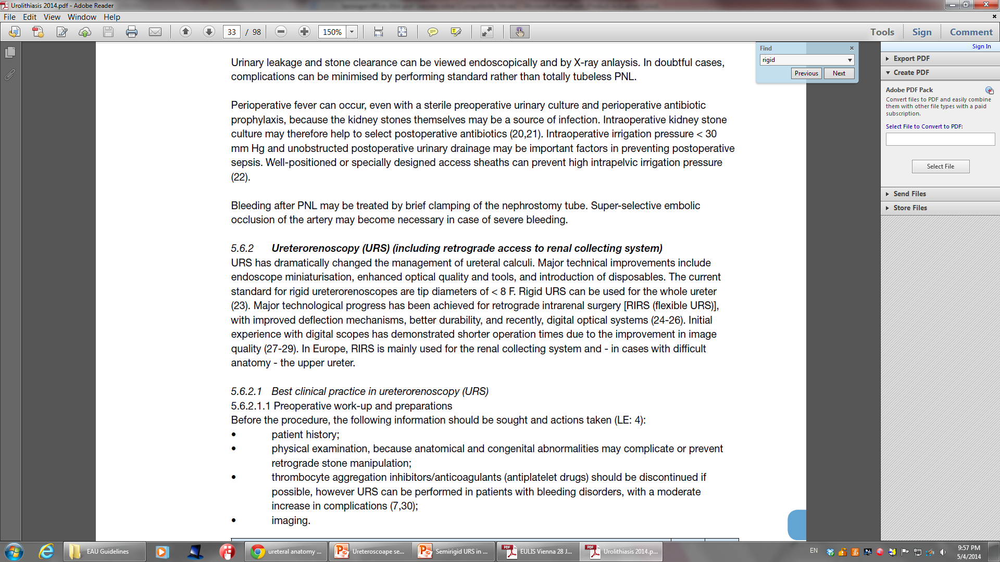 Urolithiasis 2014.pdf - Adobe Reader
File Edit View Window Help
33 / 98 150%
Tools Sign Comment
Sign In
Find
rigid
Previous Next
Export PDF
Create PDF
Adobe PDF Pack
Convert files to PDF and easily combine
them with other file types with a paid
subscription.
Select File to Convert to PDF:
Select File
Send Files
Store Files
Urinary leakage and stone clearance can be viewed endoscopically and by X-ray anlaysis. In doubtful cases,
complications can be minimised by performing standard rather than totally tubeless PNL.
Perioperative fever can occur, even with a sterile preoperative urinary culture and perioperative antibiotic
prophylaxis, because the kidney stones themselves may be a source of infection. Intraoperative kidney stone
culture may therefore help to select postoperative antibiotics (20,21). Intraoperative irrigation pressure < 30
mm Hg and unobstructed postoperative urinary drainage may be important factors in preventing postoperative
sepsis. Well-positioned or specially designed access sheaths can prevent high intrapelvic irrigation pressure
(22).
Bleeding after PNL may be treated by brief clamping of the nephrostomy tube. Super-selective embolic
occlusion of the artery may become necessary in case of severe bleeding.
5.6.2 Ureterorenoscopy (URS) (including retrograde access to renal collecting system)
URS has dramatically changed the management of ureteral calculi. Major technical improvements include
endoscope miniaturisation, enhanced optical quality and tools, and introduction of disposables. The current
standard for rigid ureterorenoscopes are tip diameters of < 8 F. Rigid URS can be used for the whole ureter
(23). Major technological progress has been achieved for retrograde intrarenal surgery [RIRS (flexible URS)],
with improved deflection mechanisms, better durability, and recently, digital optical systems (24-26). Initial
experience with digital scopes has demonstrated shorter operation times due to the improvement in image
quality (27-29). In Europe, RIRS is mainly used for the renal collecting system and - in cases with difficult
anatomy - the upper ureter.
5.6.2.1 Best clinical practice in ureterorenoscopy (URS)
5.6.2.1.1 Preoperative work-up and preparations
Before the procedure, the following information should be sought and actions taken (LE: 4):
• patient history;
• physical examination, because anatomical and congenital abnormalities may complicate or prevent
retrograde stone manipulation;
• thrombocyte aggregation inhibitors/anticoagulants (antiplatelet drugs) should be discontinued if
possible, however URS can be performed in patients with bleeding disorders, with a moderate
increase in complications (7,30);
• imaging.
EAU Guidelines
ureteral anatomy ...
Ureteroscoape se...
Semirigid URS in ...
EULIS Vienna 28 J...
Urolithiasis 2014.p...
EN
9:57 PM
5/4/2014